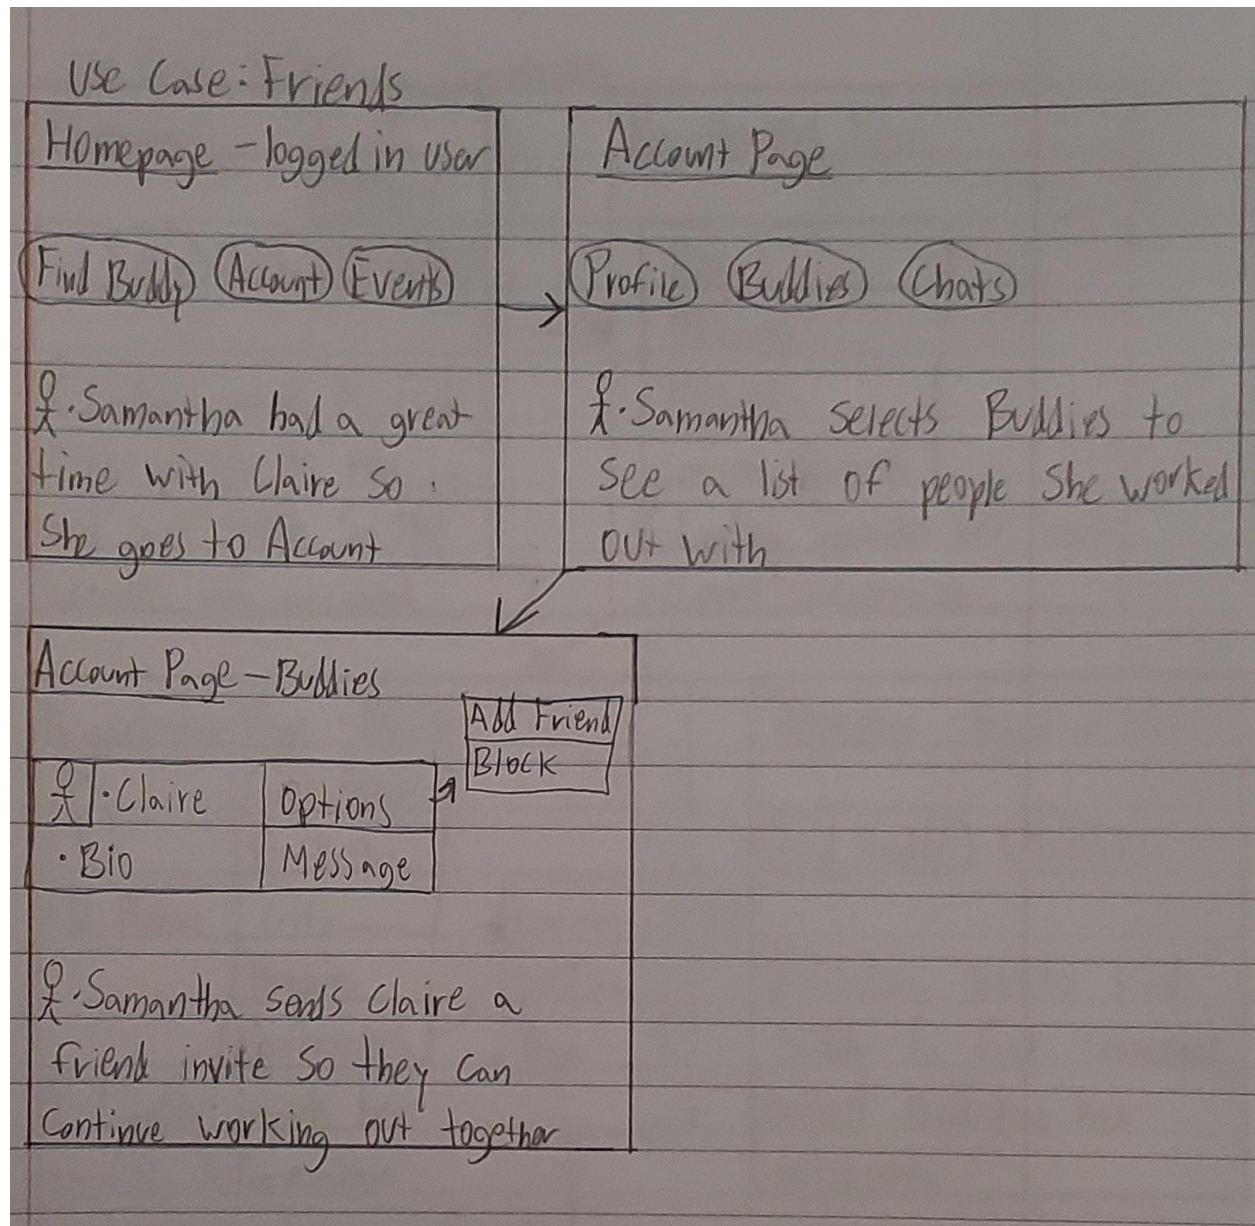 Use Case: Friends
Homepage - logged in user
Find Buddy Account Events
• Samantha had a great
time with Claire so
She goes to Account
Account Page
Profile Buddies Chats
• Samantha selects Buddies to
see a list of people she worked
out with
Account Page - Buddies
Add Friend
Block
• Claire Options
• Bio Message
• Samantha sends Claire a
friend invite so they can
Continue working out together